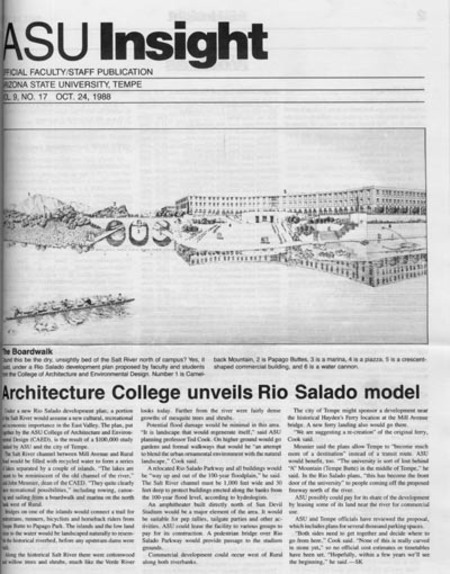 ASU Insight
OFFICIAL FACULTY/STAFF PUBLICATION
ARIZONA STATE UNIVERSITY, TEMPE
VOL 9, NO. 17 OCT. 24, 1988
The Boardwalk
and this be the dry, unsightly bed of the Salt River north of campus? Yes, it
said, under a Rio Salado development plan proposed by faculty and students
in the College of Architecture and Environmental Design. Number 1 is Camel-
back Mountain, 2 is Papago Buttes, 3 is a marina, 4 is a piazza, 5 is a crescent-
shaped commercial building, and 6 is a water cannon.
Architecture College unveils Rio Salado model
Under a new Rio Salado development plan, a portion
the Salt River would assume a new cultural, recreational
economic importance in the East Valley. The plan, put
by the ASU College of Architecture and Environ-
mental Design (CAED), is the result of a $100,000 study
by ASU and the city of Tempe.
The Salt River channel between Mill Avenue and Rural
would be filled with recycled water to form a series
lakes separated by a couple of islands. "The lakes are
to be reminiscent of the old channel of the river,"
John Meunier, dean of the CAED. "They quite clearly
recreational possibilities," including rowing, canoe-
and sailing from a boardwalk and marina on the north
west of Rural.
Bridges on one of the islands would connect a trail for
runners, bicyclists and horseback riders from
Butte to Papago Park. The islands and the low land
to the water would be landscaped naturally to resem-
the historical riverbed, before any upstream dams were
Along the historical Salt River there were cottonwood
willow trees and shrubs, much like the Verde River
looks today. Farther from the river were fairly dense
growths of mesquite trees and shrubs.
Potential flood damage would be minimal in this area.
"It is landscape that would regenerate itself," said ASU
planning professor Ted Cook. On higher ground would go
gardens and formal walkways that would be "an attempt
to blend the urban ornamental environment with the natural
landscape," Cook said.
A relocated Rio Salado Parkway and all buildings would
be "way up and out of the 100-year floodplain," he said.
The Salt River channel must be 1,000 feet wide and 30
feet deep to protect buildings erected along the banks from
the 100-year flood level, according to hydrologists.
An amphitheater built directly north of Sun Devil
Stadium would be a major element of the area. It would
be suitable for pep rallies, tailgate parties and other ac-
tivities. ASU could lease the facility to various groups to
pay for its construction. A pedestrian bridge over Rio
Salado Parkway would provide passage to the stadium
grounds.
Commercial development could occur west of Rural
along both riverbanks.
The city of Tempe might sponsor a development near
the historical Hayden's Ferry location at the Mill Avenue
bridge. A new ferry landing also would go there.
"We are suggesting a re-creation" of the original ferry,
Cook said.
Meunier said the plans allow Tempe to "become much
more of a destination" instead of a transit route. ASU
would benefit, too. "The university is sort of lost behind
'A' Mountain (Tempe Butte) in the middle of Tempe," he
said. In the Rio Salado plans, "this has become the front
door of the university" to people coming off the proposed
freeway north of the river.
ASU possibly could pay for its share of the development
by leasing some of its land near the river for commercial
use.
ASU and Tempe officials have reviewed the proposal,
which includes plans for several thousand parking spaces.
"Both sides need to get together and decide where to
go from here," Cook said. "None of this is really carved
in stone yet," so no official cost estimates or timetables
have been set. "Hopefully, within a few years we'll see
the beginning," he said. —SK